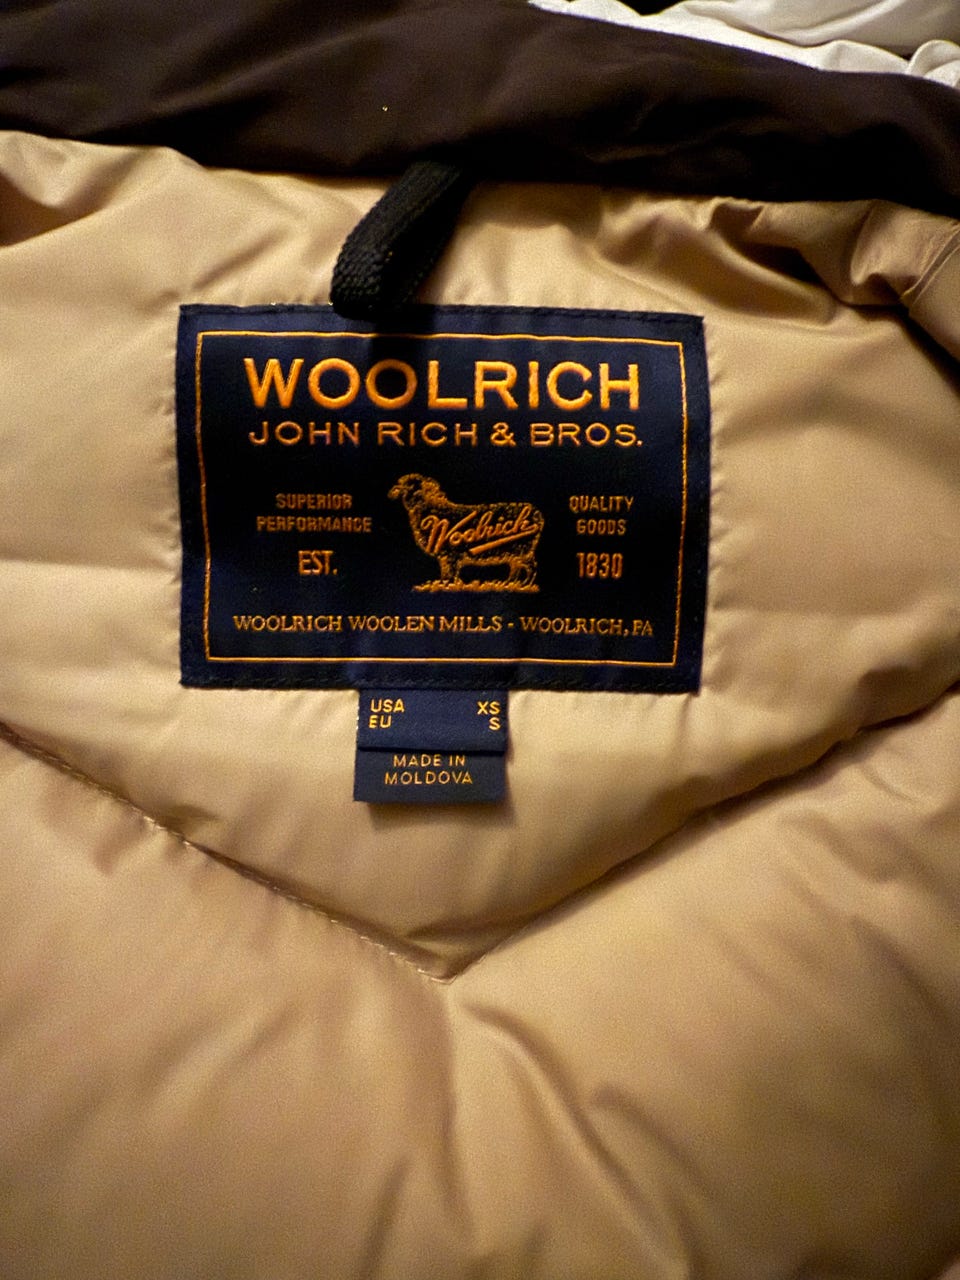 WOOLRICH
JOHN RICH & BROS.
SUPERIOR
PERFORMANCE
EST.
Woolrich
QUALITY
GOODS
1830
WOOLRICH WOOLEN MILLS - WOOLRICH, PA
USA XS
EU S
MADE IN
MOLDOVA